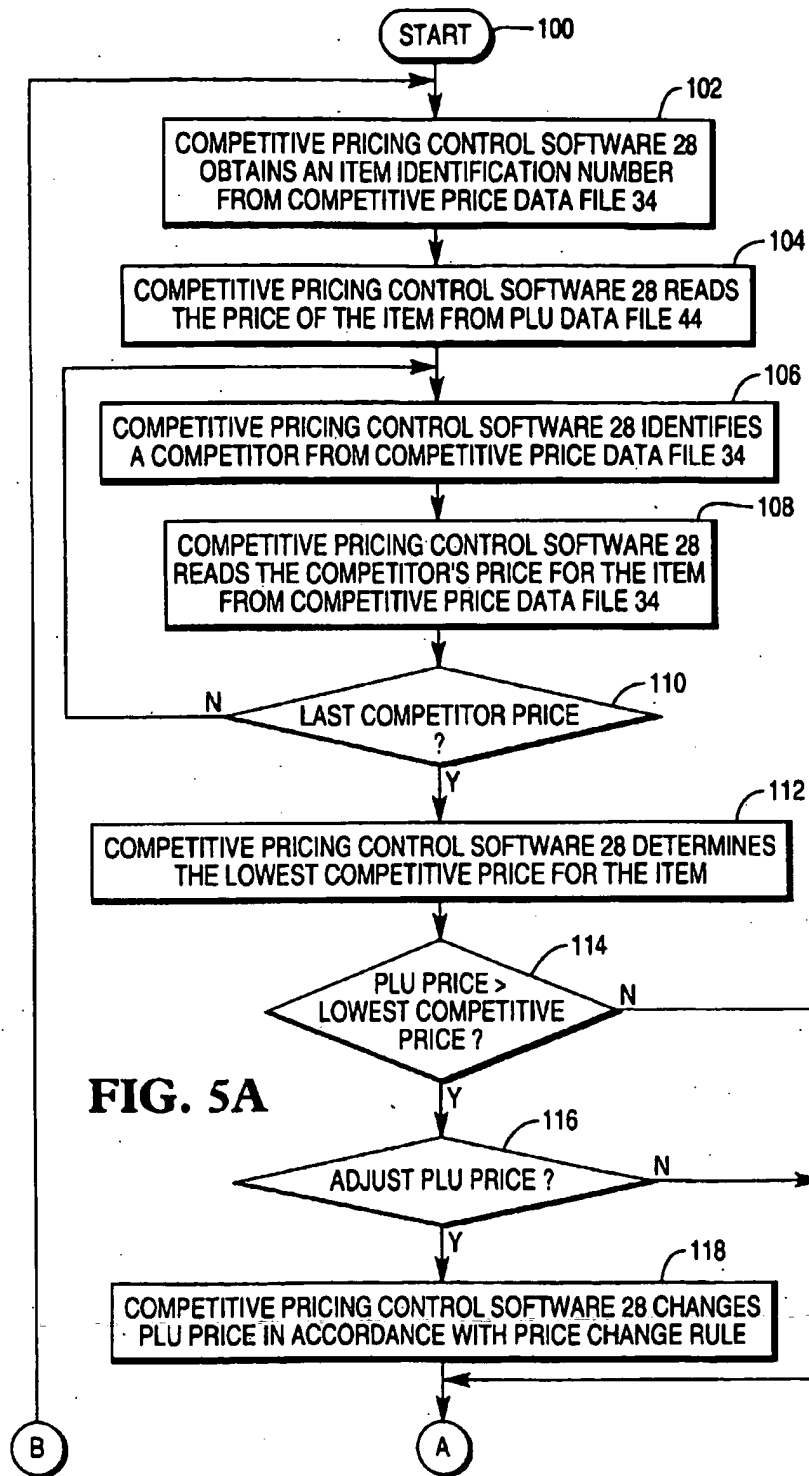 START
100
102
COMPETITIVE PRICING CONTROL SOFTWARE 28
OBTAINS AN ITEM IDENTIFICATION NUMBER
FROM COMPETITIVE PRICE DATA FILE 34
104
COMPETITIVE PRICING CONTROL SOFTWARE 28 READS
THE PRICE OF THE ITEM FROM PLU DATA FILE 44
106
COMPETITIVE PRICING CONTROL SOFTWARE 28 IDENTIFIES
A COMPETITOR FROM COMPETITIVE PRICE DATA FILE 34
108
COMPETITIVE PRICING CONTROL SOFTWARE 28
READS THE COMPETITOR'S PRICE FOR THE ITEM
FROM COMPETITIVE PRICE DATA FILE 34
110
N
LAST COMPETITOR PRICE
?
Y
112
COMPETITIVE PRICING CONTROL SOFTWARE 28 DETERMINES
THE LOWEST COMPETITIVE PRICE FOR THE ITEM
114
PLU PRICE >
LOWEST COMPETITIVE
PRICE ?
N
Y
FIG. 5A
116
ADJUST PLU PRICE ?
N
Y
118
COMPETITIVE PRICING CONTROL SOFTWARE 28 CHANGES
PLU PRICE IN ACCORDANCE WITH PRICE CHANGE RULE
B
A